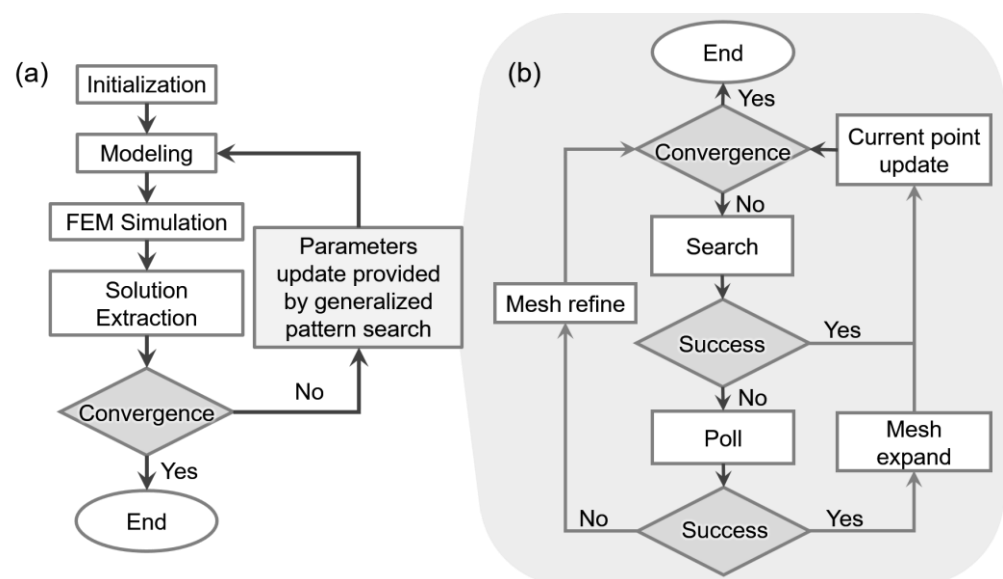 (a)
Initialization
Modeling
FEM Simulation
Solution
Extraction
Convergence
Yes
End
No
Parameters
update provided
by generalized
pattern search
(b)
End
Yes
Convergence
Current point
update
No
Search
Mesh refine
Success
Yes
No
Poll
Mesh
expand
Success
No
Yes